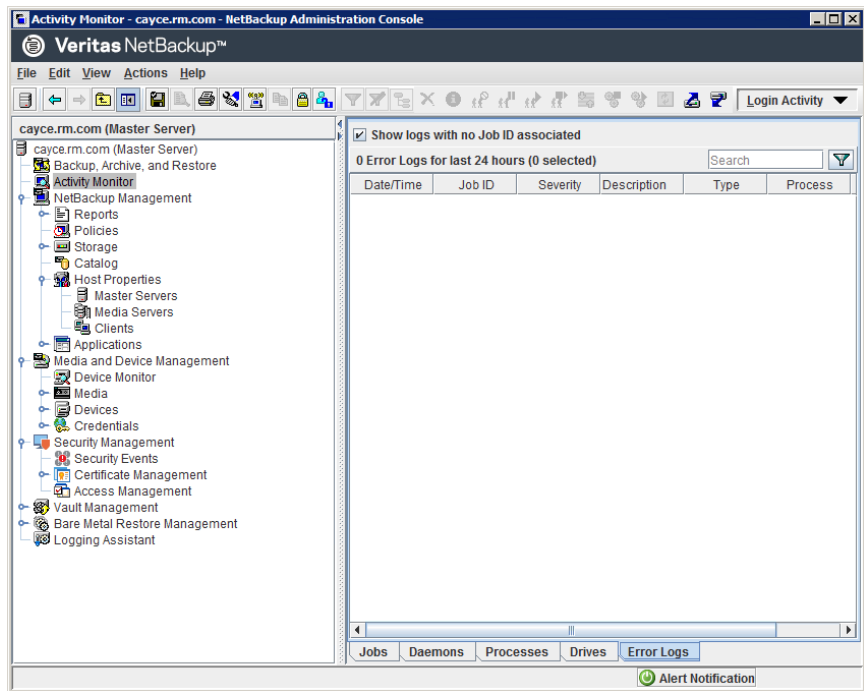 Activity Monitor - cayce.rm.com - NetBackup Administration Console
Veritas NetBackup™
File Edit View Actions Help
Login Activity
cayce.rm.com (Master Server)
cayce.rm.com (Master Server)
Backup, Archive, and Restore
Activity Monitor
NetBackup Management
Reports
Policies
Storage
Catalog
Host Properties
Master Servers
Media Servers
Clients
Applications
Media and Device Management
Device Monitor
Media
Devices
Credentials
Security Management
Security Events
Certificate Management
Access Management
Vault Management
Bare Metal Restore Management
Logging Assistant
Show logs with no Job ID associated
0 Error Logs for last 24 hours (0 selected) Search
Date/Time Job ID Severity Description Type Process
Jobs Daemons Processes Drives Error Logs
Alert Notification